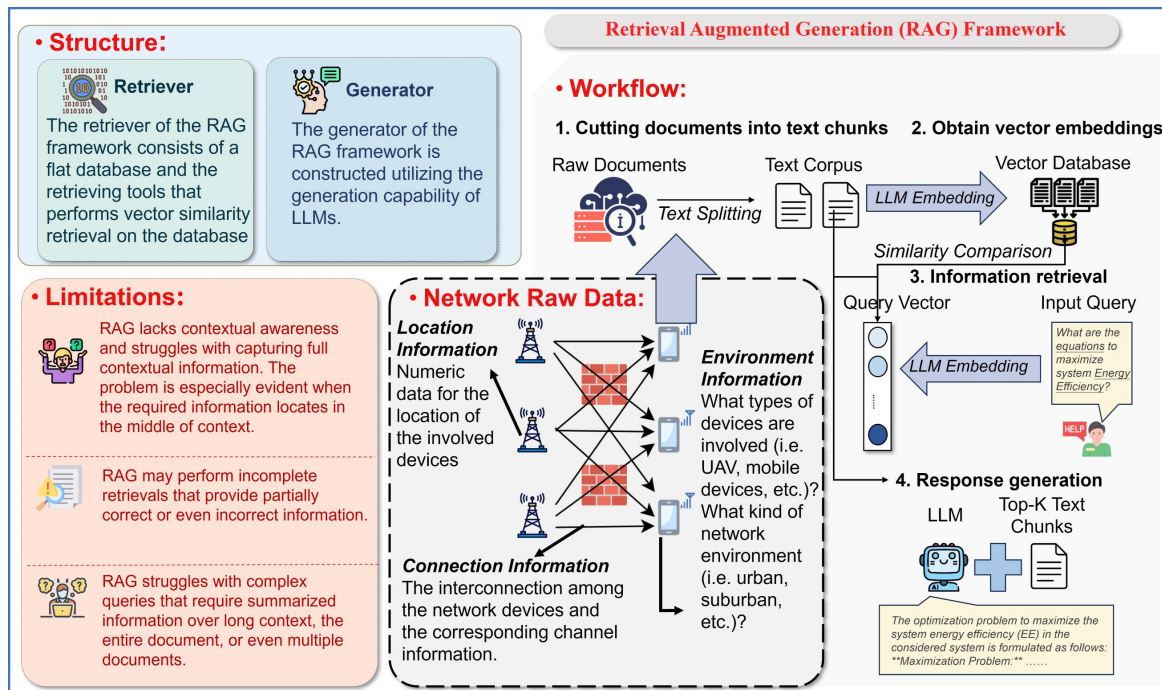 Retrieval Augmented Generation (RAG) Framework
• Structure:
Retriever
The retriever of the RAG
framework consists of a
flat database and the
retrieving tools that
performs vector similarity
retrieval on the database
Generator
The generator of the
RAG framework is
constructed utilizing the
generation capability of
LLMs.
• Limitations:
RAG lacks contextual awareness
and struggles with capturing full
contextual information. The
problem is especially evident when
the required information locates in
the middle of context.
RAG may perform incomplete
retrievals that provide partially
correct or even incorrect information.
RAG struggles with complex
queries that require summarized
information over long context, the
entire document, or even multiple
documents.
• Network Raw Data:
Location
Information
Numeric
data for the
location of
the involved
devices
Connection Information
The interconnection among
the network devices and
the corresponding channel
information.
Environment
Information
What types of
devices are
involved (i.e.
UAV, mobile
devices, etc.)?
What kind of
network
environment
(i.e. urban,
suburban,
etc.)?
• Workflow:
1. Cutting documents into text chunks
Raw Documents
Text Splitting
Text Corpus
2. Obtain vector embeddings
LLM Embedding
Vector Database
Similarity Comparison
3. Information retrieval
Query Vector
Input Query
LLM Embedding
What are the
equations to
maximize
system Energy
Efficiency?
HELP
4. Response generation
LLM
Top-K Text
Chunks
AI
The optimization problem to maximize the
system energy efficiency (EE) in the
considered system is formulated as follows:
**Maximization Problem:** ......